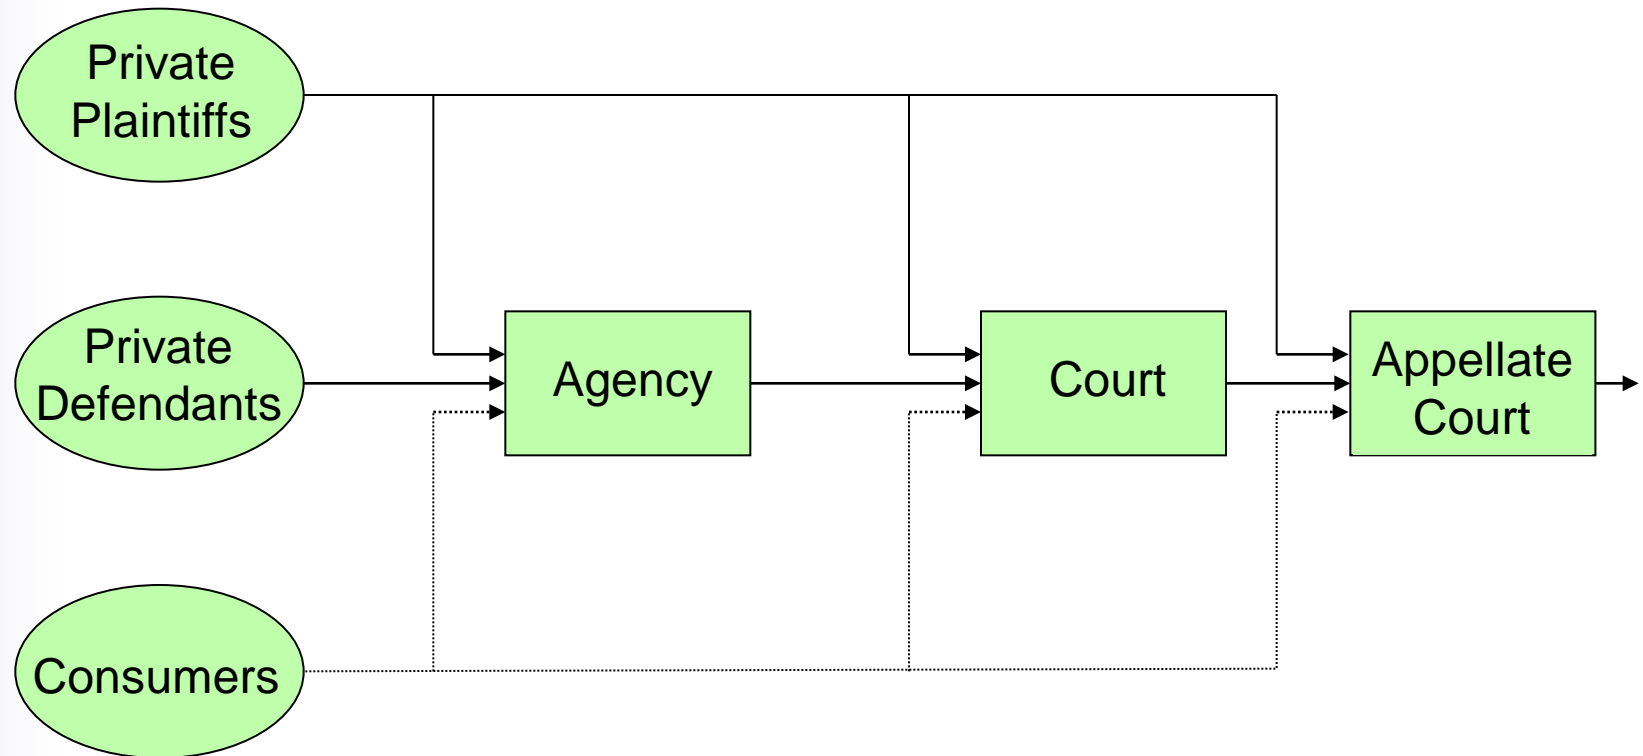 Private
Plaintiffs
Private
Defendants
Agency
Court
Appellate
Court
Consumers